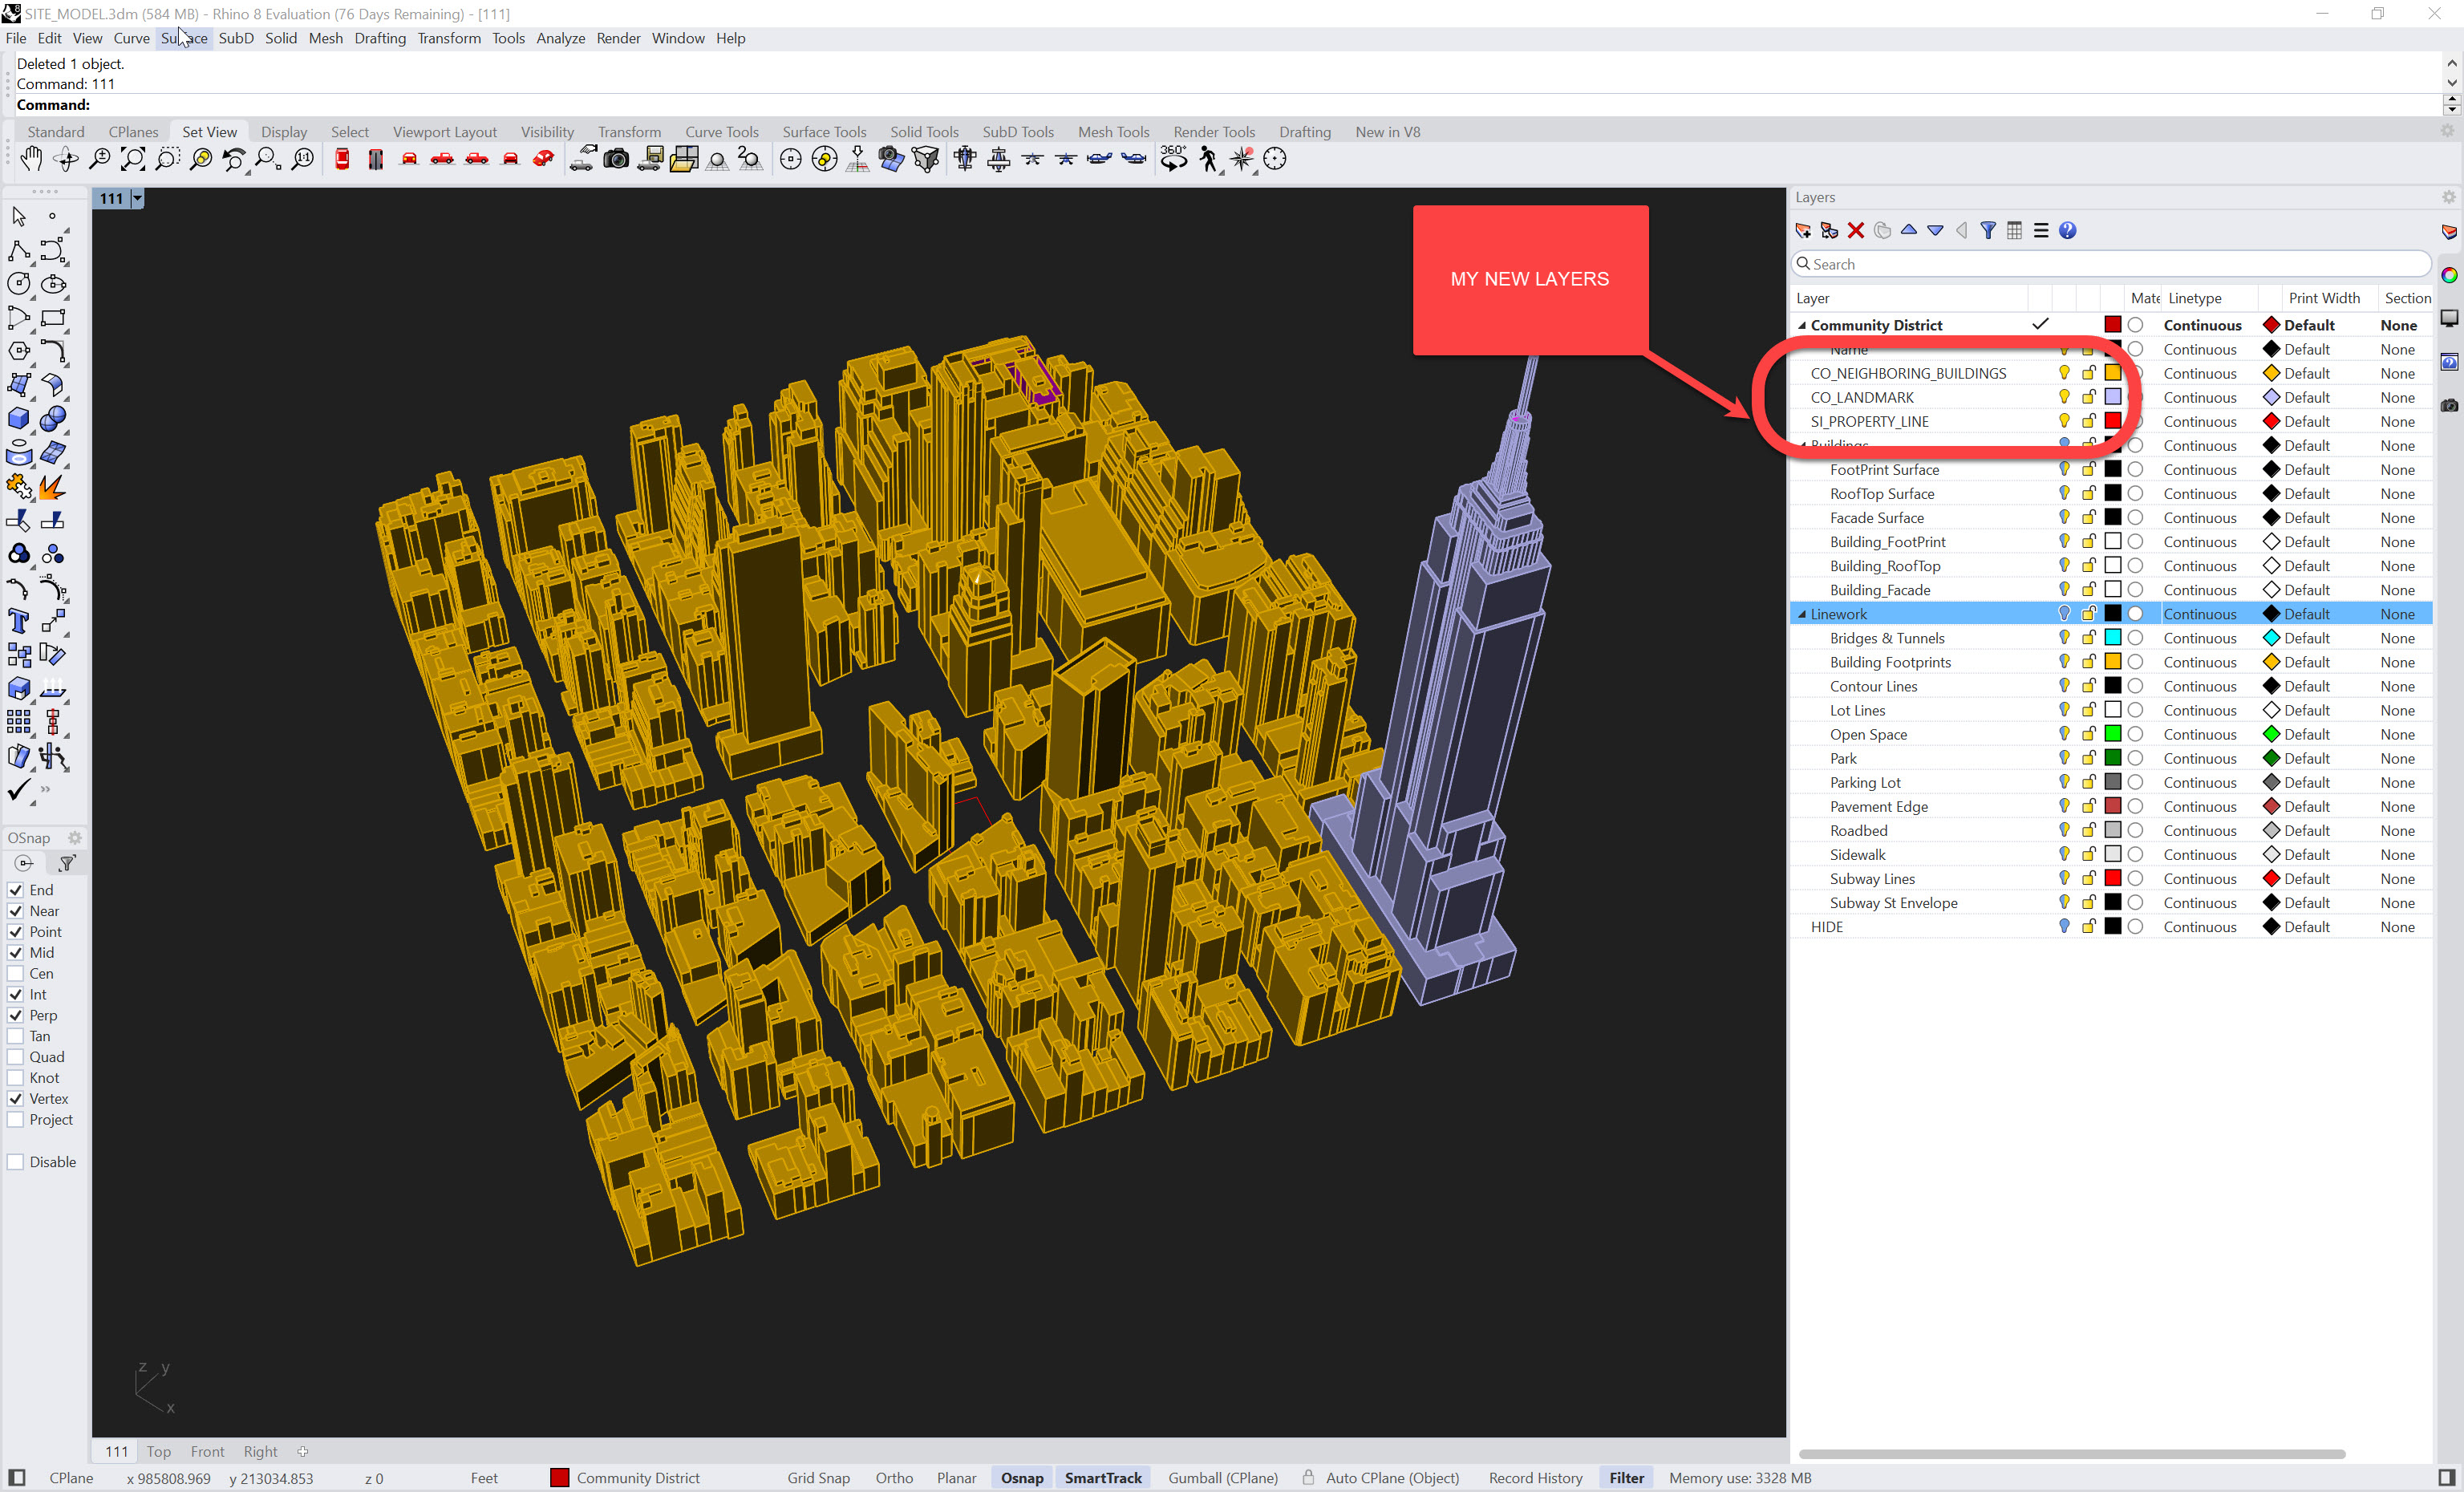 SITE_MODEL.3dm (584 MB) - Rhino 8 Evaluation (76 Days Remaining) - [111]
File Edit View Curve Surface SubD Solid Mesh Drafting Transform Tools Analyze Render Window Help
Deleted 1 object.
Command: 111
Command:
Standard CPlanes Set View Display Select Viewport Layout Visibility Transform Curve Tools Surface Tools Solid Tools SubD Tools Mesh Tools Render Tools Drafting New in V8
1:1 2 360°
111
MY NEW LAYERS
Layers
Search
Layer Mate Linetype Print Width Section
Community District Continuous Default None
Name Continuous Default None
CO_NEIGHBORING_BUILDINGS Continuous Default None
CO_LANDMARK Continuous Default None
SI_PROPERTY_LINE Continuous Default None
Buildings Continuous Default None
FootPrint Surface Continuous Default None
RoofTop Surface Continuous Default None
Facade Surface Continuous Default None
Building_FootPrint Continuous Default None
Building_RoofTop Continuous Default None
Building_Facade Continuous Default None
Linework Continuous Default None
Bridges & Tunnels Continuous Default None
Building Footprints Continuous Default None
Contour Lines Continuous Default None
Lot Lines Continuous Default None
Open Space Continuous Default None
Park Continuous Default None
Parking Lot Continuous Default None
Pavement Edge Continuous Default None
Roadbed Continuous Default None
Sidewalk Continuous Default None
Subway Lines Continuous Default None
Subway St Envelope Continuous Default None
HIDE Continuous Default None
OSnap
End
Near
Point
Mid
Cen
Int
Perp
Tan
Quad
Knot
Vertex
Project
Disable
z y
x
111 Top Front Right
CPlane x 985808.969 y 213034.853 z 0 Feet Community District Grid Snap Ortho Planar Osnap SmartTrack Gumball (CPlane) Auto CPlane (Object) Record History Filter Memory use: 3328 MB